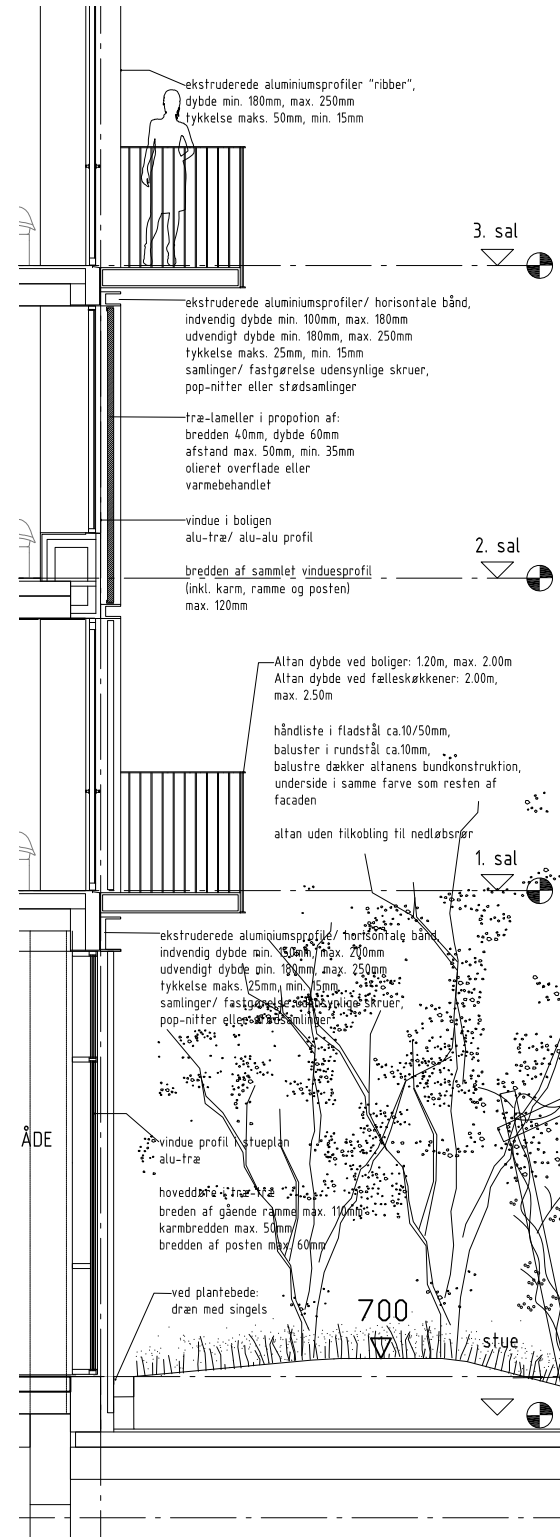 ekstruderede aluminiumsprofiler "ribber",
dybde min. 180mm, max. 250mm
tykkelse maks. 50mm, min. 15mm
3. sal
ekstruderede aluminiumsprofiler/ horisontale bånd,
indvendig dybde min. 100mm, max. 180mm
udvendigt dybde min. 180mm, max. 250mm
tykkelse maks. 25mm, min. 15mm
samlinger/ fastgørelse udensynlige skruer,
pop-nitter eller stødsamlinger
træ-lameller i propotion af:
bredden 40mm, dybde 60mm
afstand max. 50mm, min. 35mm
olieret overflade eller
varmebehandlet
vindue i boligen
alu-træ/ alu-alu profil
2. sal
bredden af sammlet vinduesprofil
(inkl. karm, ramme og posten)
max. 120mm
Altan dybde ved boliger: 1.20m, max. 2.00m
Altan dybde ved fælleskøkkener: 2.00m,
max. 2.50m
håndliste i fladstål ca.10/50mm,
baluster i rundstål ca.10mm,
balustre dækker altanens bundkonstruktion,
underside i samme farve som resten af
facaden
altan uden tilkobling til nedløbsrør
1. sal
ekstruderede aluminiumsprofile/ horisontale bånd
indvendig dybde min. 150mm, max. 200mm
udvendigt dybde min. 180mm, max. 250mm
tykkelse maks. 25mm, min. 15mm
samlinger/ fastgørelse udensynlige skruer,
pop-nitter eller stødsamlinger
ÅDE
vindue profil i stueplan
alu-træ
hoveddøre i træ-træ
breden af gående ramme max. 110mm
karmbredden max. 50mm
bredden af posten max. 60mm
ved plantebede:
dræn med singels
700
stue